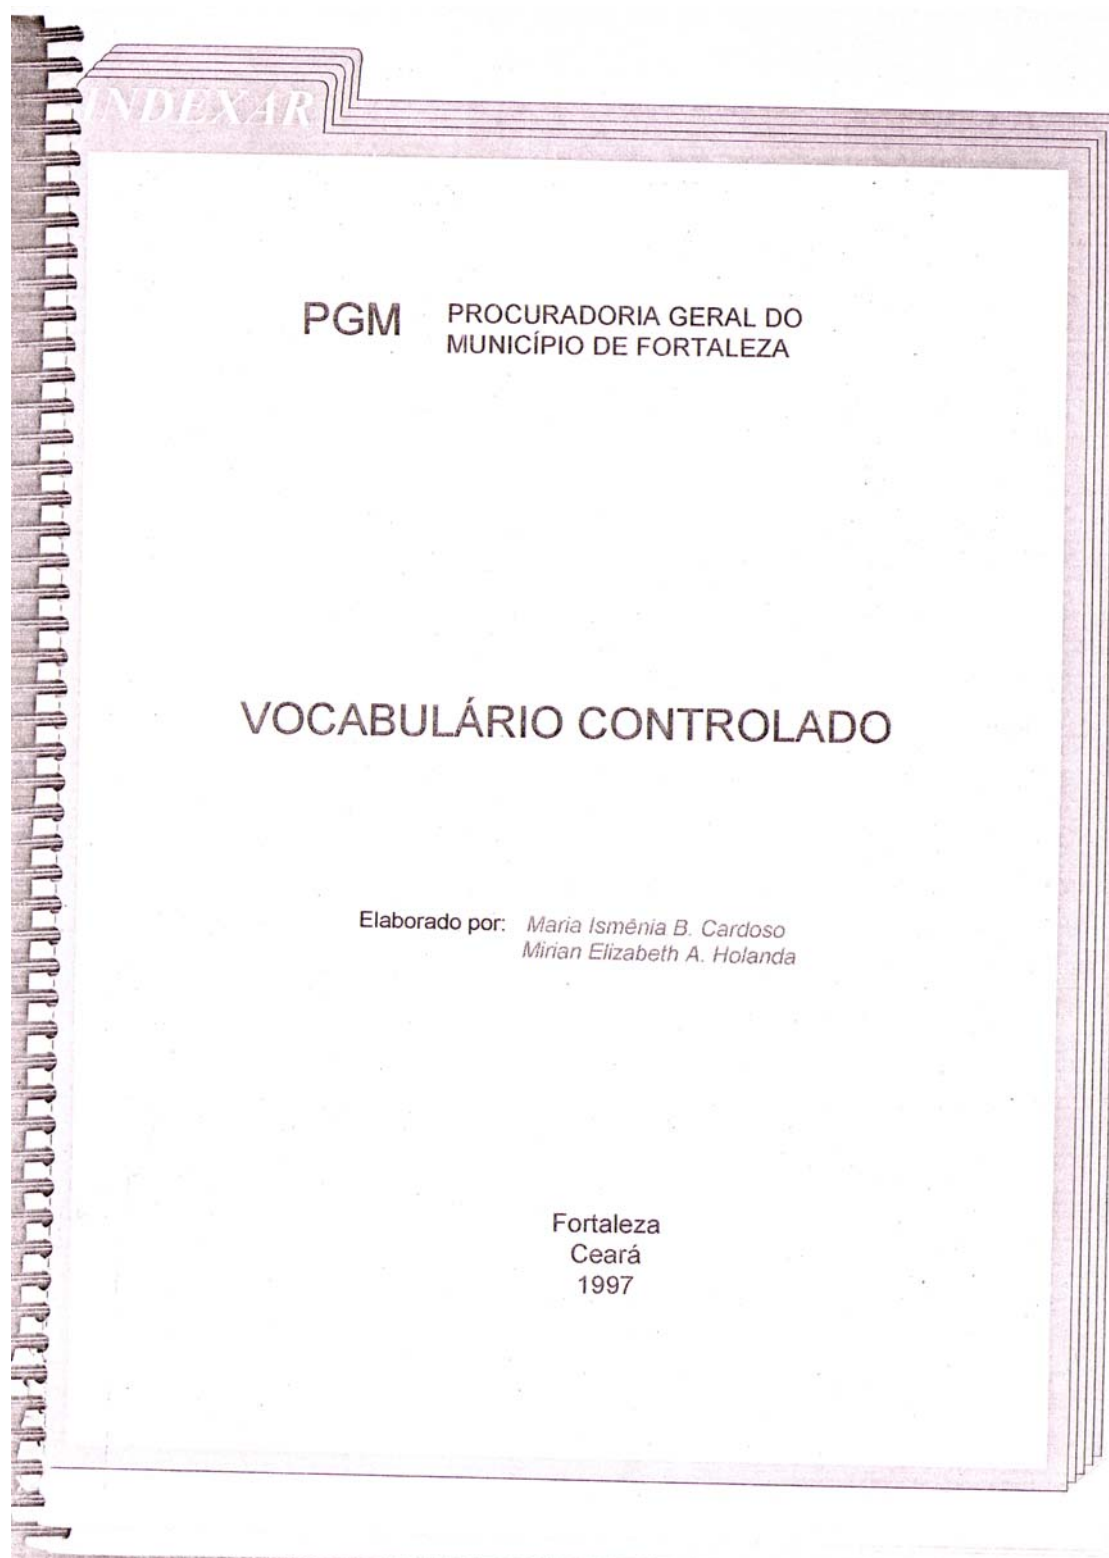 INDEXAR
PGM
PROCURADORIA GERAL DO
MUNICÍPIO DE FORTALEZA
VOCABULÁRIO CONTROLADO
Elaborado por: Maria Ismênia B. Cardoso
Mirian Elizabeth A. Holanda
Fortaleza
Ceará
1997